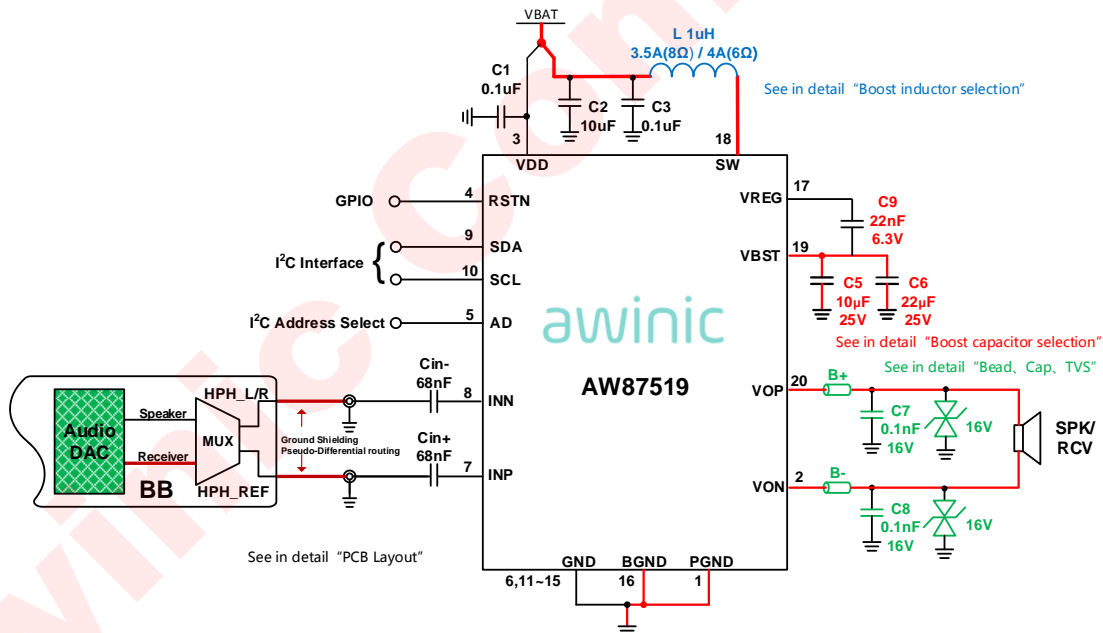 VBAT
L 1uH
3.5A(8Ω) / 4A(6Ω)
See in detail “Boost inductor selection”
C1
0.1uF
C2
10uF
C3
0.1uF
3
VDD
18
SW
GPIO
4
RSTN
I²C Interface {
9
SDA
10
SCL
I²C Address Select
5
AD
17
VREG
C9
22nF
6.3V
19
VBST
C5
10µF
25V
C6
22µF
25V
See in detail “Boost capacitor selection”
See in detail “Bead、Cap、TVS”
awinic
AW87519
Cin-
68nF
8
INN
Cin+
68nF
7
INP
HPH_L/R
Audio
DAC
Speaker
MUX
Receiver
BB
HPH_REF
Ground Shielding
Pseudo-Differential routing
See in detail “PCB Layout”
20
VOP
B+
C7
0.1nF
16V
16V
SPK/
RCV
2
VON
B-
C8
0.1nF
16V
16V
GND
6,11~15
BGND
16
PGND
1
winic Co